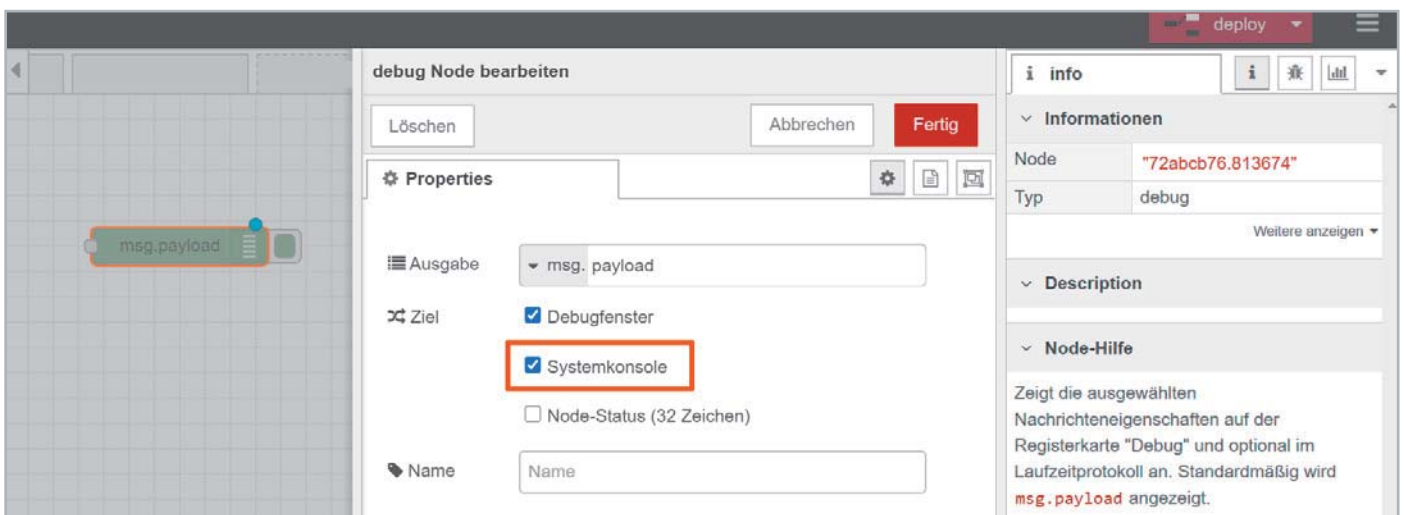 deploy
debug Node bearbeiten
Löschen
Abbrechen
Fertig
Properties
msg.payload
Ausgabe
msg. payload
Ziel
Debugfenster
Systemkonsole
Node-Status (32 Zeichen)
Name
Name
i info
i
Informationen
Node "72abcb76.813674"
Typ debug
Weitere anzeigen
Description
Node-Hilfe
Zeigt die ausgewählten
Nachrichteneigenschaften auf der
Registerkarte "Debug" und optional im
Laufzeitprotokoll an. Standardmäßig wird
msg.payload angezeigt.